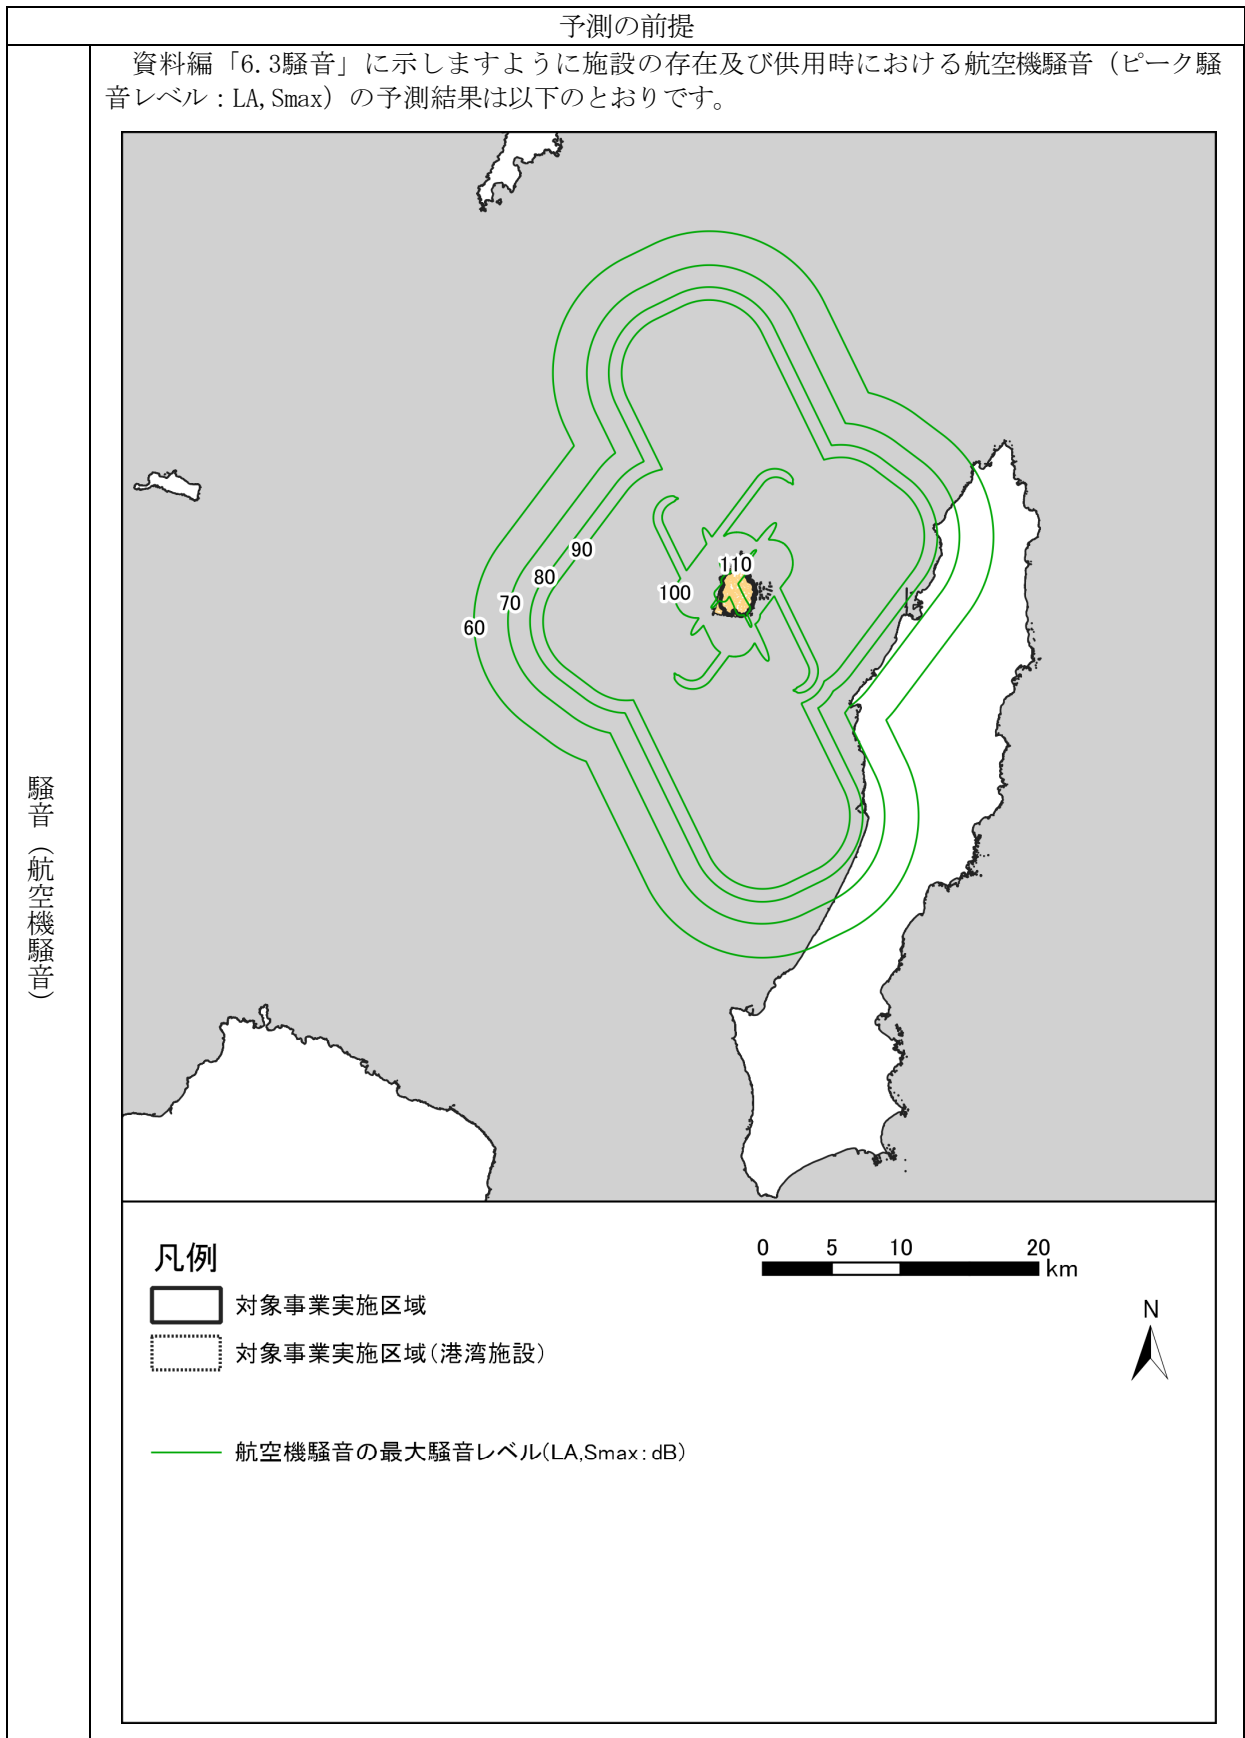 予測の前提
資料編「6.3騒音」に示しますように施設の存在及び供用時における航空機騒音（ピーク騒
音レベル：LA,Smax）の予測結果は以下のとおりです。
騒音（航空機騒音）
90
80
70
60
100
110
凡例
対象事業実施区域
対象事業実施区域(港湾施設)
航空機騒音の最大騒音レベル(LA,Smax:dB)
0 5 10 20
km
N